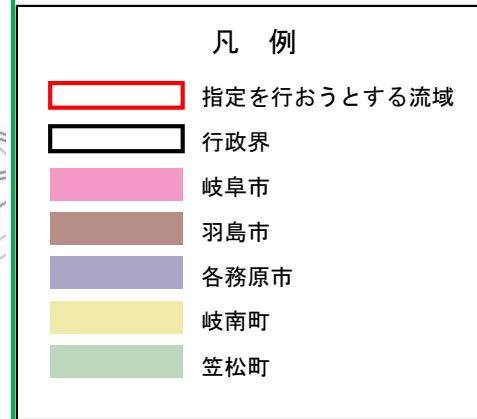 凡 例
指定を行おうとする流域
行政界
岐阜市
羽島市
各務原市
岐南町
笠松町